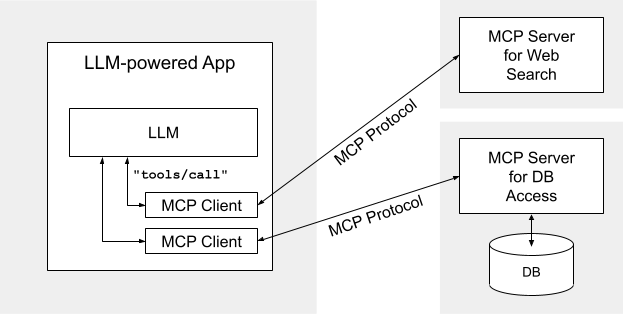 LLM-powered App
LLM
"tools/call"
MCP Client
MCP Client
MCP Protocol
MCP Protocol
MCP Server
for Web
Search
MCP Server
for DB
Access
DB